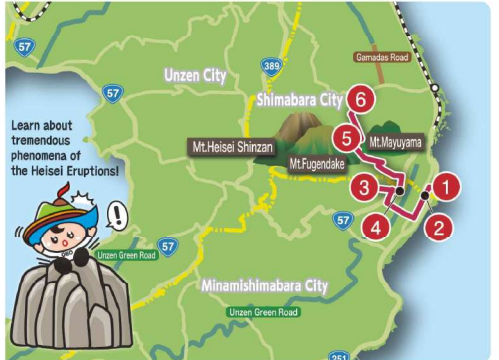 57
389
Gamadas Road
Unzen City
57
Shimabara City
6
Learn about
tremendous
phenomena of
the Heisei Eruptions!
5
Mt.Mayuyama
Mt.Heisei Shinzan
Mt.Fugendake
3
1
4
2
57
!
57
Unzen Green Road
Minamishimabara City
Unzen Green Road
251